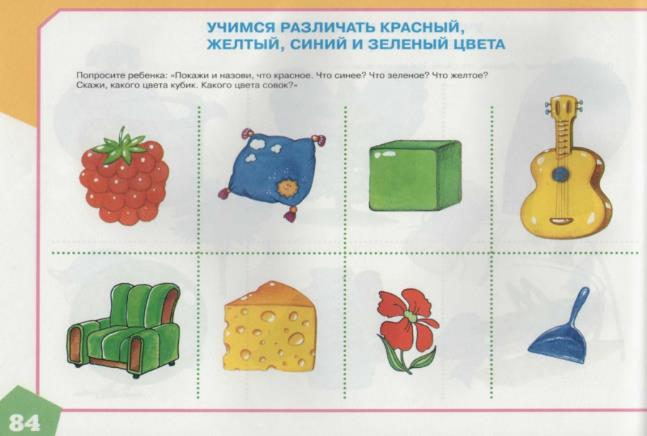 УЧИМСЯ РАЗЛИЧАТЬ КРАСНЫЙ,
ЖЕЛТЫЙ, СИНИЙ И ЗЕЛЕНЫЙ ЦВЕТА
Попросите ребенка: «Покажи и назови, что красное. Что синее? Что зеленое? Что желтое?
Скажи, какого цвета кубик. Какого цвета совок?»
84